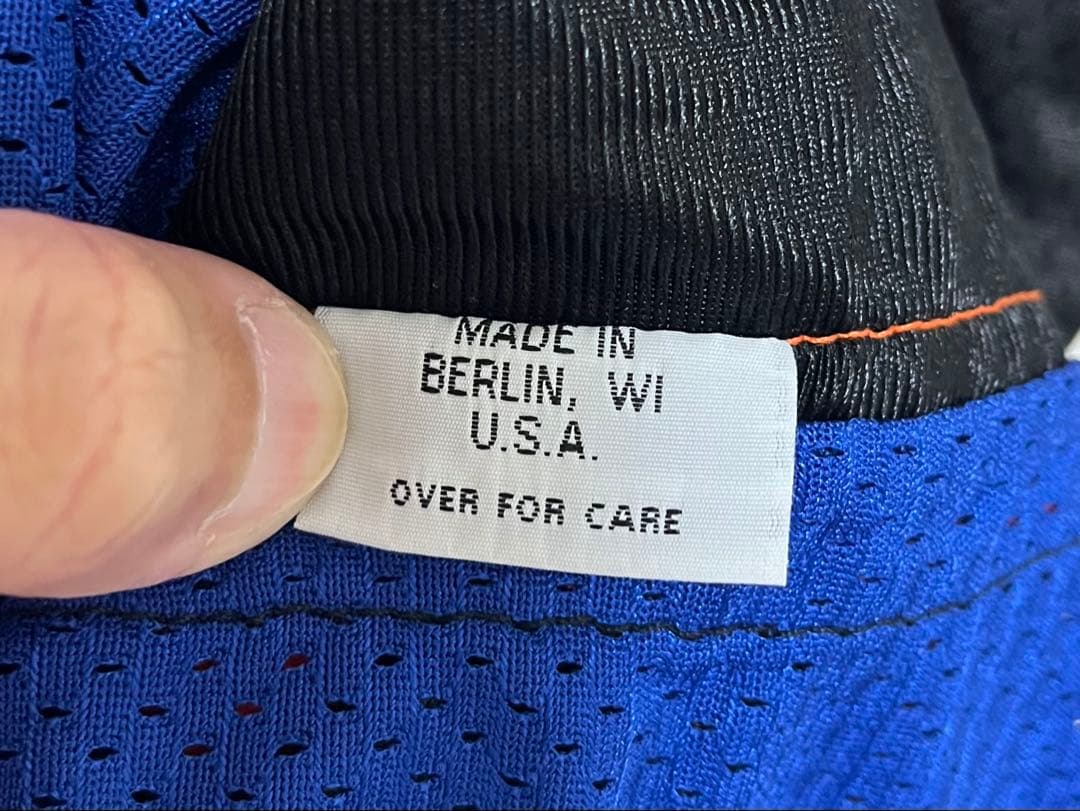 MADE IN
BERLIN, WI
U.S.A.
OVER FOR CARE